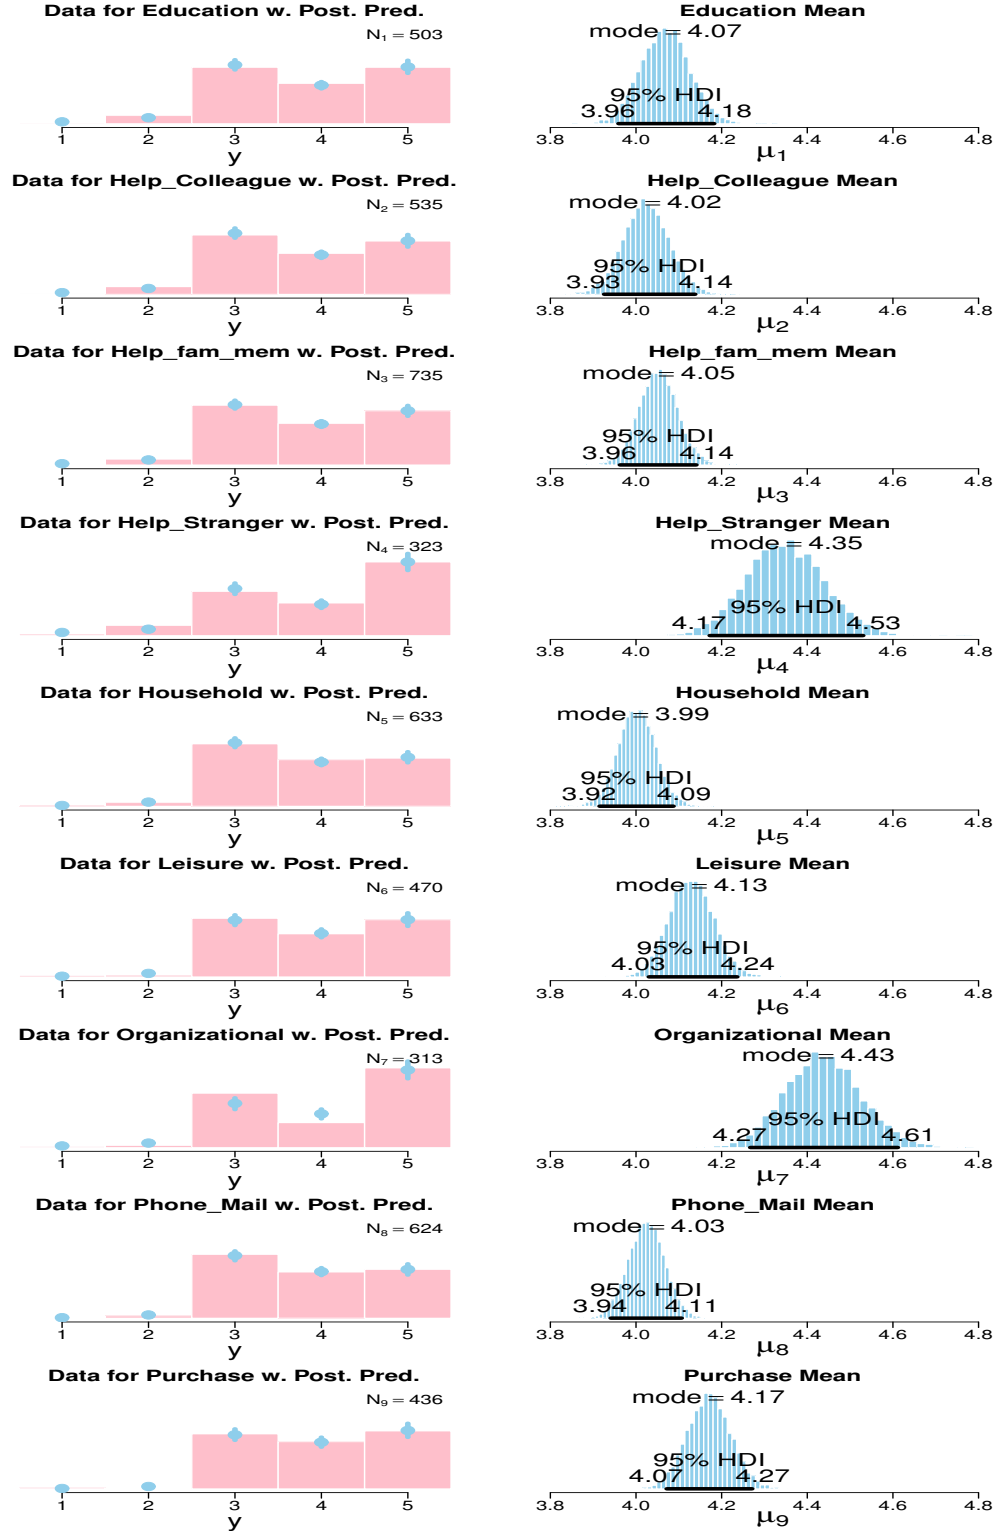 Data for Education w. Post. Pred.
N1 = 503
1 2 3 4 5
y
Education Mean
mode = 4.07
95% HDI
3.96 4.18
3.8 4.0 4.2 4.4 4.6 4.8
μ1
Data for Help_Colleague w. Post. Pred.
N2 = 535
1 2 3 4 5
y
Help_Colleague Mean
mode = 4.02
95% HDI
3.93 4.14
3.8 4.0 4.2 4.4 4.6 4.8
μ2
Data for Help_fam_mem w. Post. Pred.
N3 = 735
1 2 3 4 5
y
Help_fam_mem Mean
mode = 4.05
95% HDI
3.96 4.14
3.8 4.0 4.2 4.4 4.6 4.8
μ3
Data for Help_Stranger w. Post. Pred.
N4 = 323
1 2 3 4 5
y
Help_Stranger Mean
mode = 4.35
95% HDI
4.17 4.53
3.8 4.0 4.2 4.4 4.6 4.8
μ4
Data for Household w. Post. Pred.
N5 = 633
1 2 3 4 5
y
Household Mean
mode = 3.99
95% HDI
3.92 4.09
3.8 4.0 4.2 4.4 4.6 4.8
μ5
Data for Leisure w. Post. Pred.
N6 = 470
1 2 3 4 5
y
Leisure Mean
mode = 4.13
95% HDI
4.03 4.24
3.8 4.0 4.2 4.4 4.6 4.8
μ6
Data for Organizational w. Post. Pred.
N7 = 313
1 2 3 4 5
y
Organizational Mean
mode = 4.43
95% HDI
4.27 4.61
3.8 4.0 4.2 4.4 4.6 4.8
μ7
Data for Phone_Mail w. Post. Pred.
N8 = 624
1 2 3 4 5
y
Phone_Mail Mean
mode = 4.03
95% HDI
3.94 4.11
3.8 4.0 4.2 4.4 4.6 4.8
μ8
Data for Purchase w. Post. Pred.
N9 = 436
1 2 3 4 5
y
Purchase Mean
mode = 4.17
95% HDI
4.07 4.27
3.8 4.0 4.2 4.4 4.6 4.8
μ9